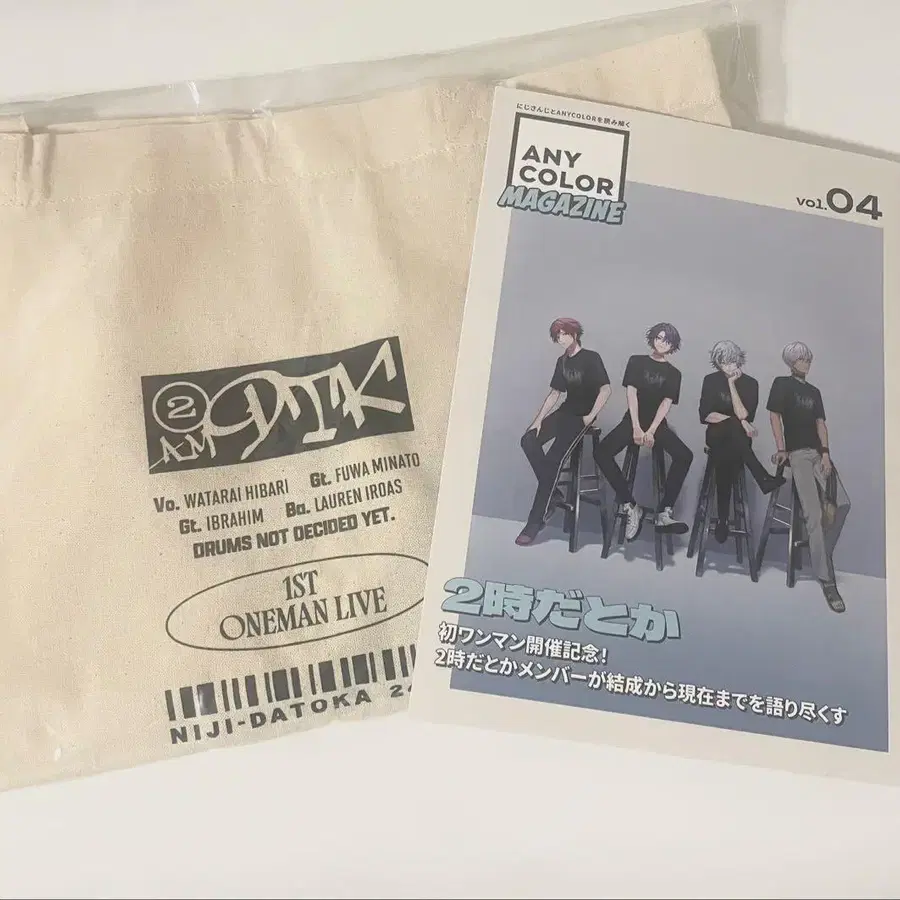 2
AM DTK
Vo. WATARAI HIBARI Gt. FUWA MINATO
Gt. IBRAHIM Ba. LAUREN IROAS
DRUMS NOT DECIDED YET.
1ST
ONEMAN LIVE
NIJI-DATOKA
にじさんじとANYCOLORを読み解く
ANY
COLOR
MAGAZINE
vol.04
2時だとか
初ワンマン開催記念!
2時だとかメンバーが結成から現在までを語り尽くす